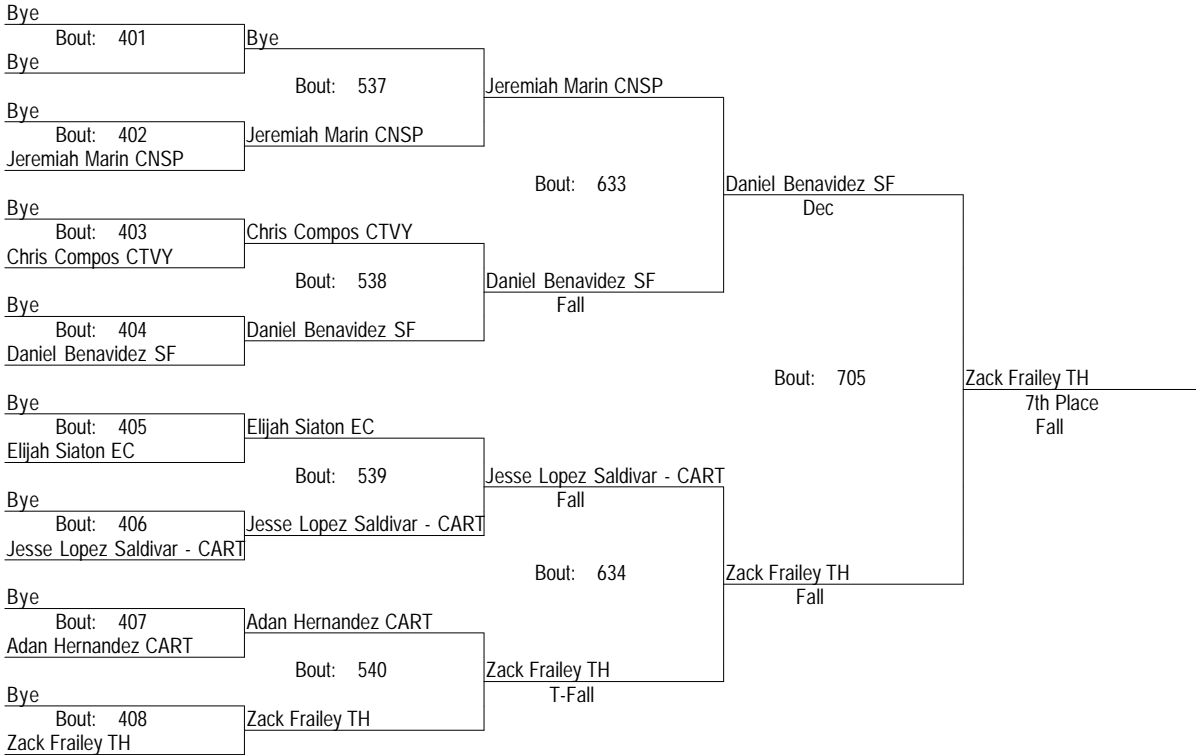 Bye
Bout: 401
Bye
Bye
Bout: 537
Jeremiah Marin CNSP
Bye
Bout: 402
Jeremiah Marin CNSP
Jeremiah Marin CNSP
Bout: 633
Daniel Benavidez SF
Dec
Bye
Bout: 403
Chris Compos CTVY
Chris Compos CTVY
Bout: 538
Daniel Benavidez SF
Fall
Bye
Bout: 404
Daniel Benavidez SF
Daniel Benavidez SF
Bout: 705
Zack Frailey TH
7th Place
Fall
Bye
Bout: 405
Elijah Siaton EC
Elijah Siaton EC
Bout: 539
Jesse Lopez Saldivar - CART
Fall
Bye
Bout: 406
Jesse Lopez Saldivar - CART
Jesse Lopez Saldivar - CART
Bout: 634
Zack Frailey TH
Fall
Bye
Bout: 407
Adan Hernandez CART
Adan Hernandez CART
Bout: 540
Zack Frailey TH
T-Fall
Bye
Bout: 408
Zack Frailey TH
Zack Frailey TH